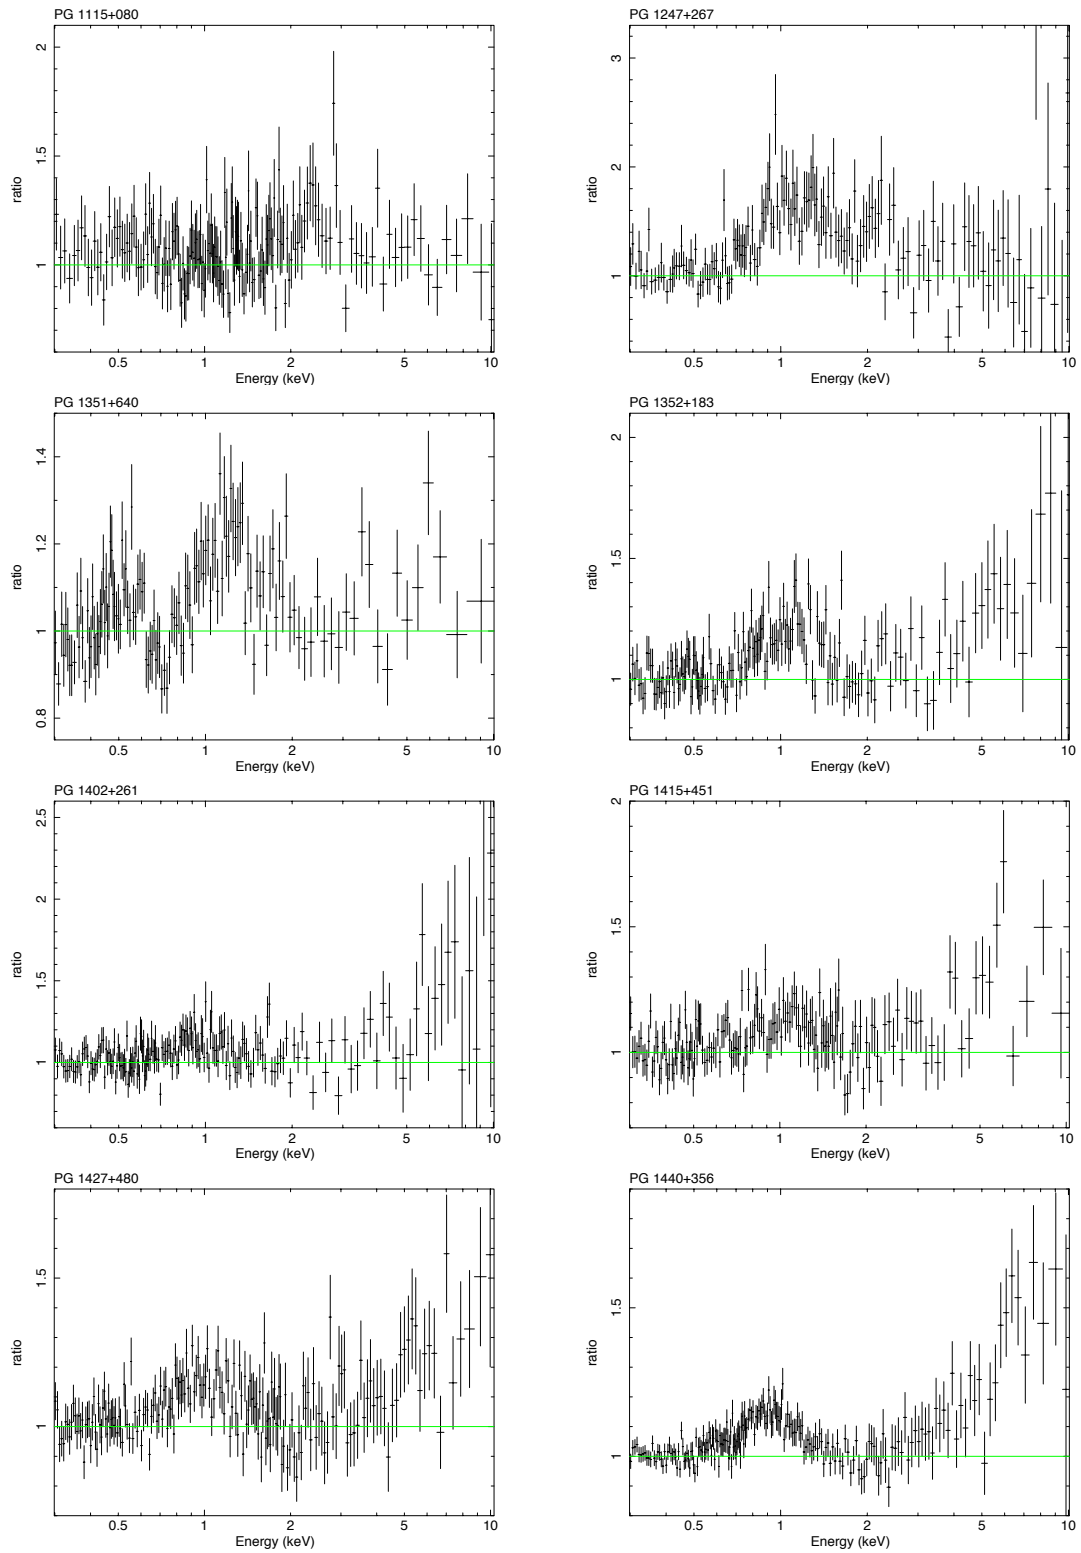 PG 1115+080
2
1.5
1
ratio
0.5 1 2 5 10
Energy (keV)
PG 1247+267
3
2
1
ratio
0.5 1 2 5 10
Energy (keV)
PG 1351+640
1.4
1.2
1
0.8
ratio
0.5 1 2 5 10
Energy (keV)
PG 1352+183
2
1.5
1
ratio
0.5 1 2 5 10
Energy (keV)
PG 1402+261
2.5
2
1.5
1
ratio
0.5 1 2 5 10
Energy (keV)
PG 1415+451
2
1.5
1
ratio
0.5 1 2 5 10
Energy (keV)
PG 1427+480
1.5
1
ratio
0.5 1 2 5 10
Energy (keV)
PG 1440+356
1.5
1
ratio
0.5 1 2 5 10
Energy (keV)